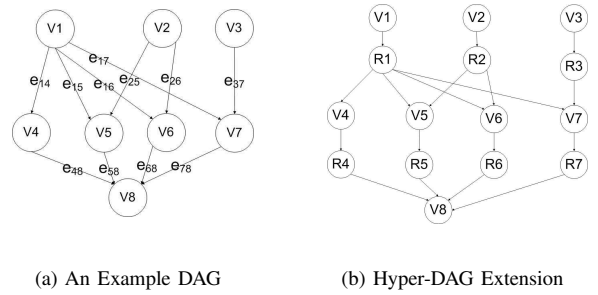 V1 V2 V3
e17
e14 e15 e16 e25 e26 e37
V4 V5 V6 V7
e48 e58 e68 e78
V8
(a) An Example DAG
V1 V2 V3
R1 R2 R3
V4 V5 V6 V7
R4 R5 R6 R7
V8
(b) Hyper-DAG Extension